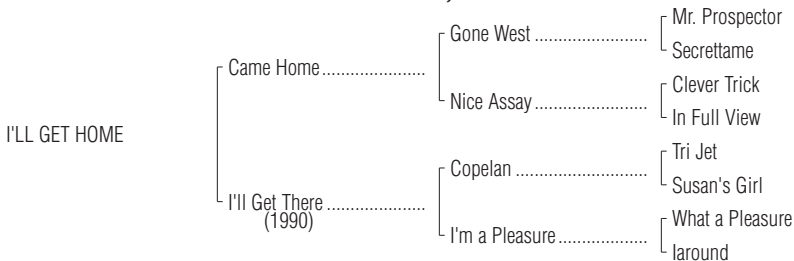 Mr. Prospector
Gone West
Secrettame
Came Home
Clever Trick
Nice Assay
In Full View
I'LL GET HOME
Tri Jet
Copelan
Susan's Girl
I'll Get There
(1990)
What a Pleasure
I'm a Pleasure
Iaround